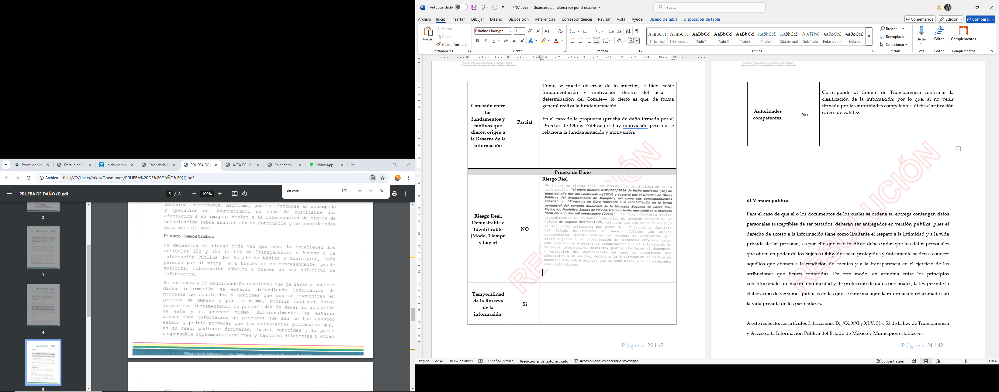 Portal de Ser
Detalle del S
Inicio de ses
Calendario i
PRUEBA DE
ACTA DEL CO
Calendario C
WhatsApp
Archivo
file:///C:/Users/arkin/Downloads/PRUEBA%20DE%20DAÑO%20(1).pdf
en este
1/2
PRUEBA DE DAÑO (1).pdf
5 / 8
100%
2
3
4
5
terceros interesados. Asimismo, podría afectarse el desempeño
y operación del Ayuntamiento en caso de suscitarse una
afectación a su imagen, debido a la intervención de medios de
comunicación sobre asuntos aún no concluidos y no considerados
como definitivos.
Riesgo Demostrable
Se demuestra el riesgo toda vez que como lo establecen los
artículos 152 y 155 la Ley de Transparencia y Acceso a la
información Pública del Estado de México y Municipios, toda
persona por si misma o a través de su representante, puede
solicitar información pública a través de una solicitud de
información.
En contexto a lo mencionado Se considera que de darse a conocer
dicha información se estaría difundiendo información de
procesos no concluidos y acciones que aún se encuentran en
proceso de Amparo y por lo mismo, podrían contener datos
inexactos, incrementando la posibilidad de dañar la actuación
de este y el proceso mismo. Adicionalmente, se estaría
difundiendo información de procesos que aún no han causado
estado y podría provocar que las estrategias procesales que,
en su caso, pudieran derivarse, fueran conocidas y la parte
responsable implementar acciones y tácticas dilatorias u otras
PLaza de la Reforma No. 1, Col. Centro, Jiquipilco Estado de México, C. P. 50800
Autoguardado
7707.docx - Guardado por última vez por el usuario
Buscar
Archivo Inicio Insertar Dibujar Diseño Disposición Referencias Correspondencia Revisar Vista Ayuda Diseño de tabla Disposición de tabla
Comentarios
Edición
Compartir
Pegar
Cortar
Copiar
Copiar formato
Portapapeles
Palatino Linotype
11
Fuente
Párrafo
AaBbCcI AaBbCcI AaBbC AaBbCc AaBbCcI AaBbCcL AaBbCcI AaBbC AaBbCcL AaBbCcL
¶ Normal ¶ Sin espa... Título 1 Título 2 Título 3 Título 4 Cita textual Subtítulo Énfasis sutil Énfasis
Estilos
Buscar
Reemplazar
Seleccionar
Edición
Dictar
Voz
Editor
Editor
Complementos
Complementos
Instituto de Transparencia, Acceso a la Información Pública y
Protección de Datos Personales del Estado de México y Municipios
Conexión entre
los
fundamentos y
motivos que
dieron origen a
la Reserva de la
información
Parcial
Como se puede observar de lo anterior, si bien existe
fundamentación y motivación dentro del acta —
determinación del Comité— lo cierto es que, de forma
general realiza la fundamentación.
En el caso de la propuesta (prueba de daño firmada por el
Director de Obras Públicas) si hay motivación pero no se
relaciona la fundamentación y motivación.
Prueba de Daño
Riesgo Real,
Demostrable e
Identificable
(Modo, Tiempo
y Lugar)
NO
Riesgo Real
Se supone un riesgo real en virtud que la divulgación de la
información "el oficio número DOP/221/2024 de fecha dieciocho (18) de
junio del año dos mil veinticuatro (2024) y suscrito por el Director de Obras
Públicas del Ayuntamiento de Jiquipilco, así como sus correspondientes
anexos" y "Programa de Obra referente a la rehabilitación de la barda
perimetral del panteón municipal de la Manzana Segunda de Santa Cruz
Tepexpan, Jiquipilco, Estado de México, tramo oriente, ejecutado en el ejercicio
fiscal del año dos mil veinticuatro (2024)" Ya que, afectaría debido
procedimiento al no haber concluido el proceso respectivo al
juicio de Amparo 823/2024-VL; así como que aún no se ha dictado
la situación definitiva por parte del Tribunal de Justicia
del Estado de México, el hacer públicas los anexos
documentales, podría afectar el proceso de conclusión, por
estar sujetos a la intervención de elementos externos tales
como exposición a medios de comunicación o a la intromisión de
terceros interesados. Asimismo, podría afectarse el desempeño
y operación del Ayuntamiento en caso de suscitarse una
afectación a su imagen, debido a la intervención de medios de
comunicación sobre asuntos aún no concluidos y no considerados
como definitivos.
Temporalidad
de la Reserva
de la
información.
Si
RESOLUCIÓN
Página 23 | 42
Instituto de Transparencia, Acceso a la Información Pública y
Protección de Datos Personales del Estado de México y Municipios
Autoridades
competentes.
No
Corresponde al Comité de Transparencia confirmar la
clasificación de la información; por lo que, al no venir
firmado por las autoridades competentes, dicha clasificación
carece de validez.
d) Versión pública
Para el caso de que el o los documentos de los cuales se ordena su entrega contengan datos
personales susceptibles de ser testados, deberán ser entregados en versión pública, pues el
derecho de acceso a la información tiene como limitante el respeto a la intimidad y a la vida
privada de las personas, es por ello que este Instituto debe cuidar que los datos personales
que obren en poder de los Sujetos Obligados sean protegidos y únicamente se den a conocer
aquéllos que abonen a la rendición de cuentas y a la transparencia en el ejercicio de las
atribuciones que tienen conferidas. De este modo, en armonía entre los principios
constitucionales de máxima publicidad y de protección de datos personales, la ley permite la
elaboración de versiones públicas en las que se suprima aquella información relacionada con
la vida privada de los particulares.
A este respecto, los artículos 3, fracciones IX, XX, XXI y XLV; 51 y 52 de la Ley de Transparencia
y Acceso a la Información Pública del Estado de México y Municipios establecen:
RESOLUCIÓN
Página 24 | 42
Página 25 de 42
10367 palabras
Español (México)
Predicciones de texto: activado
Accesibilidad: es necesario investigar
Concentración
110%